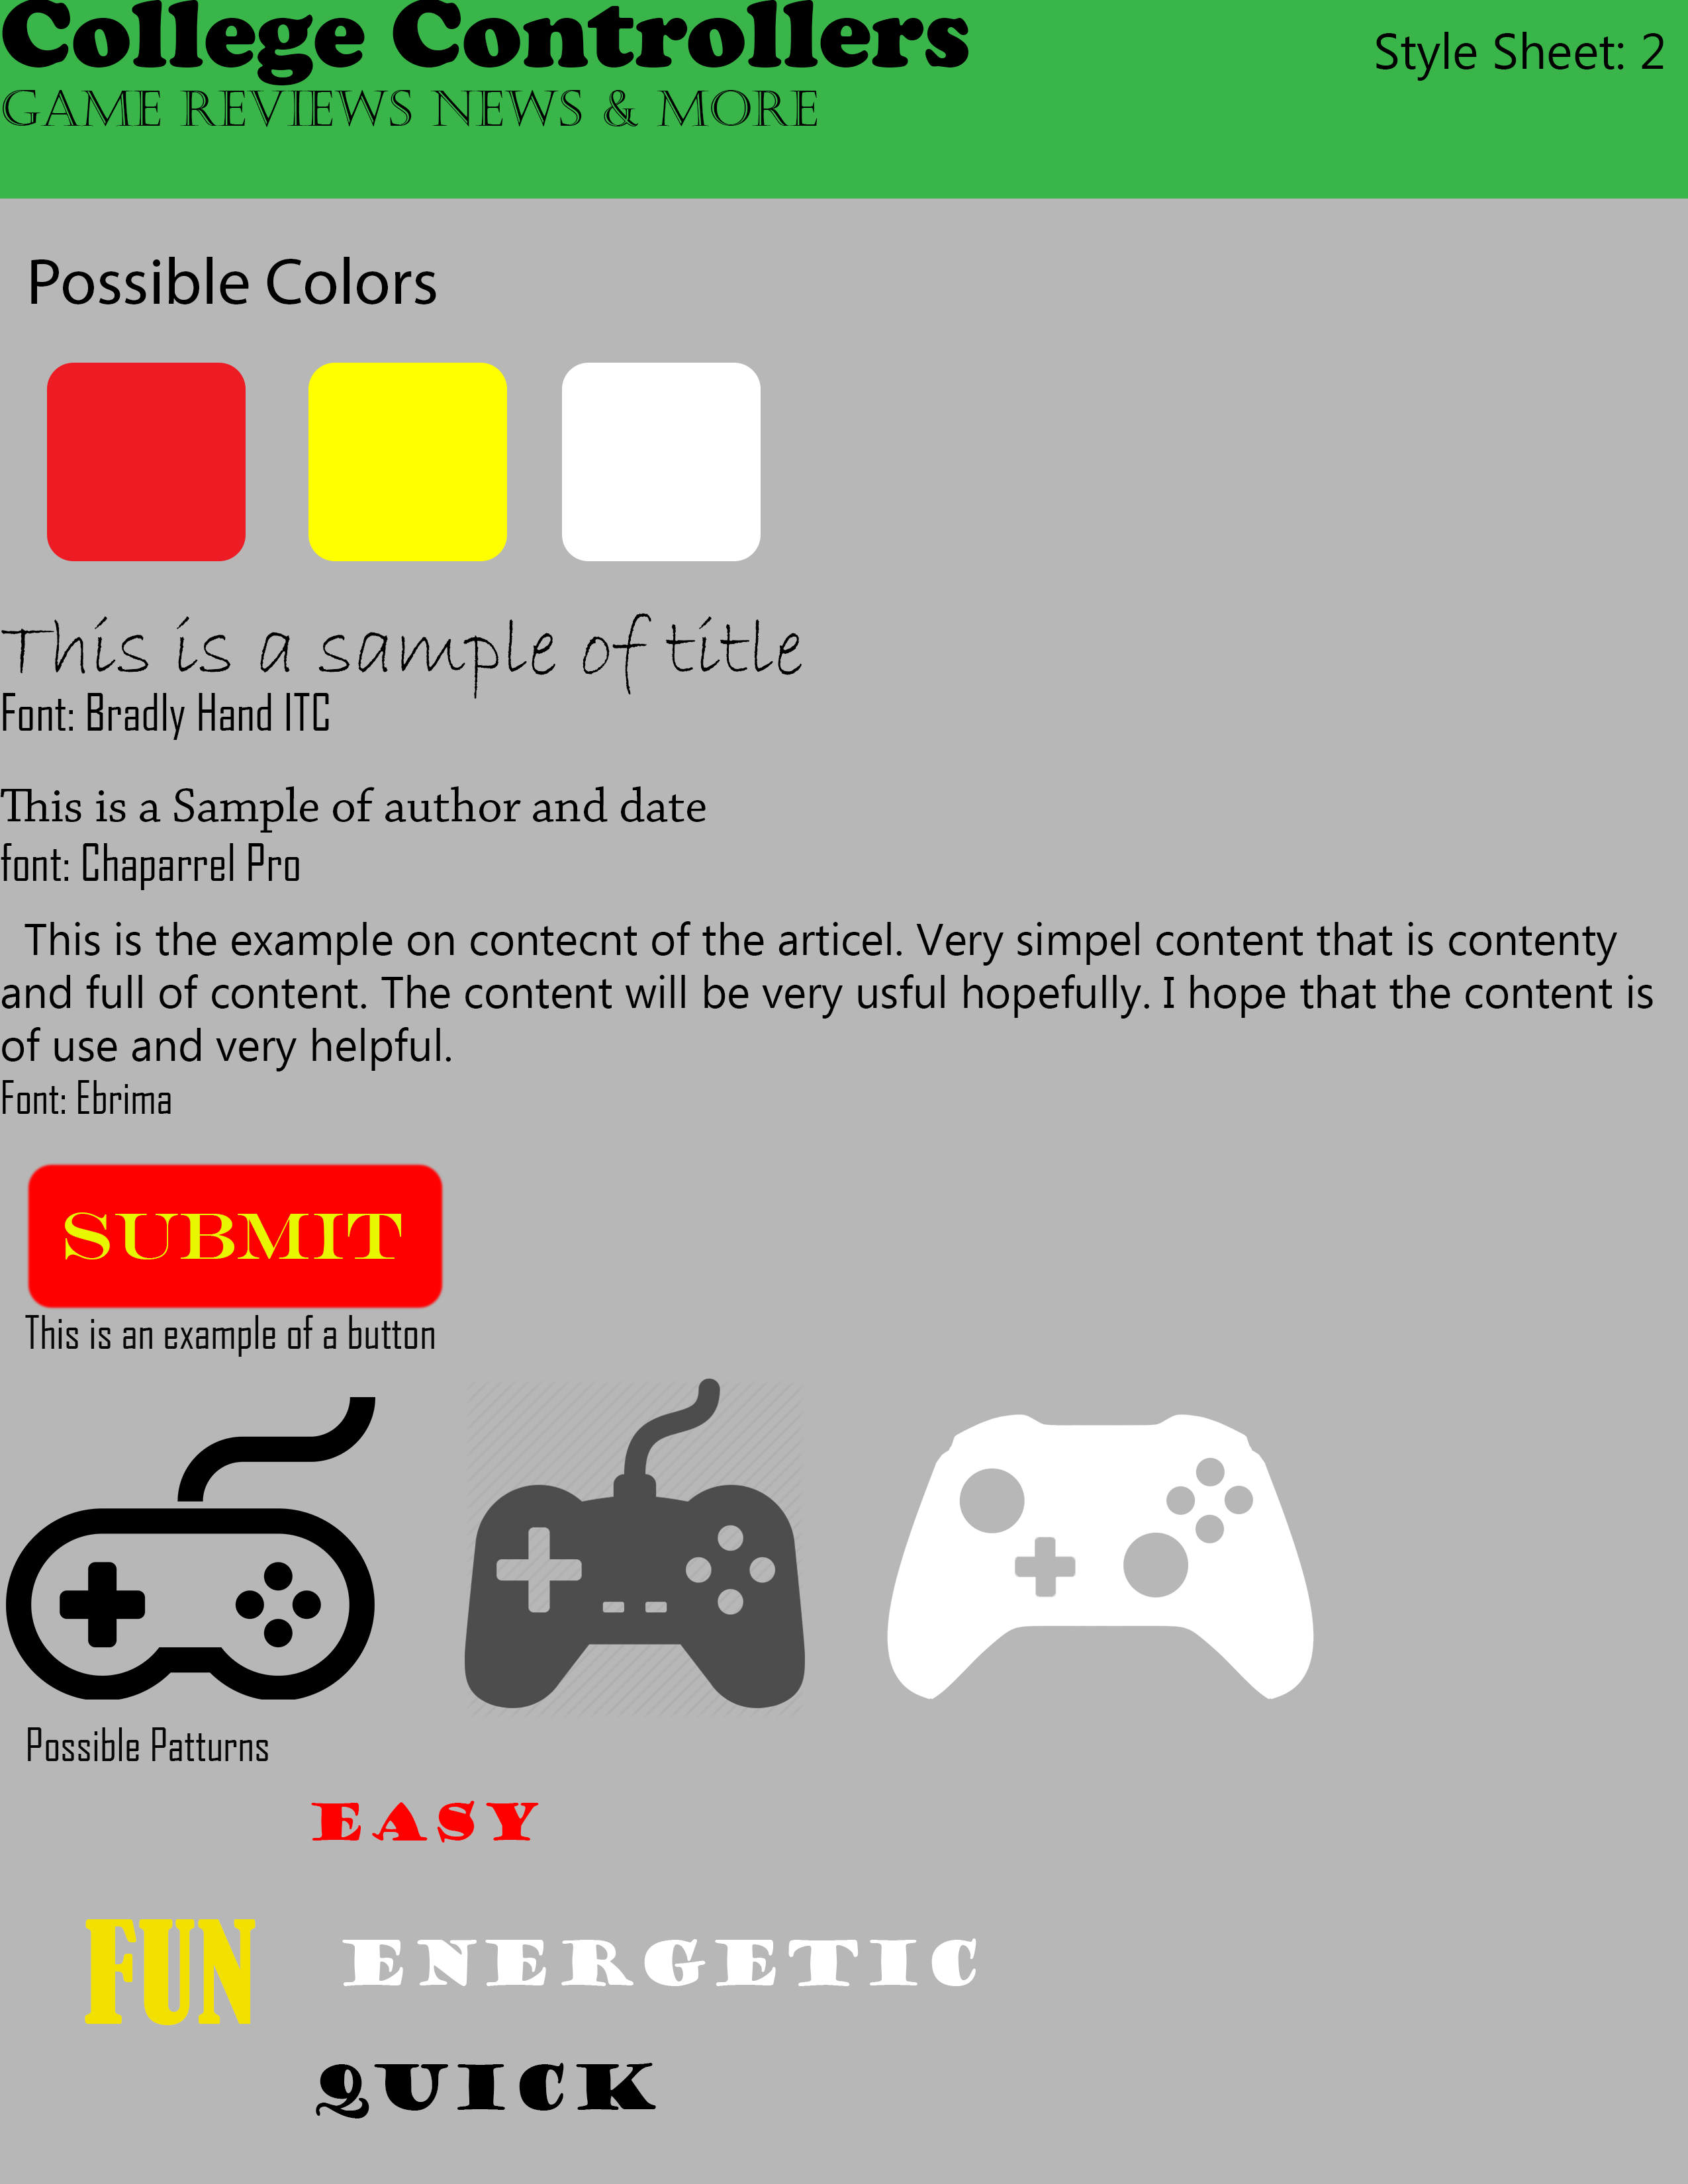 College Controllers
GAME REVIEWS NEWS & MORE
Style Sheet: 2
Possible Colors
This is a sample of title
Font: Bradly Hand ITC
This is a Sample of author and date
font: Chaparrel Pro
This is the example on contecnt of the articel. Very simpel content that is contenty
and full of content. The content will be very usful hopefully. I hope that the content is
of use and very helpful.
Font: Ebrima
SUBMIT
This is an example of a button
Possible Patturns
EASY
FUN
ENERGETIC
QUICK